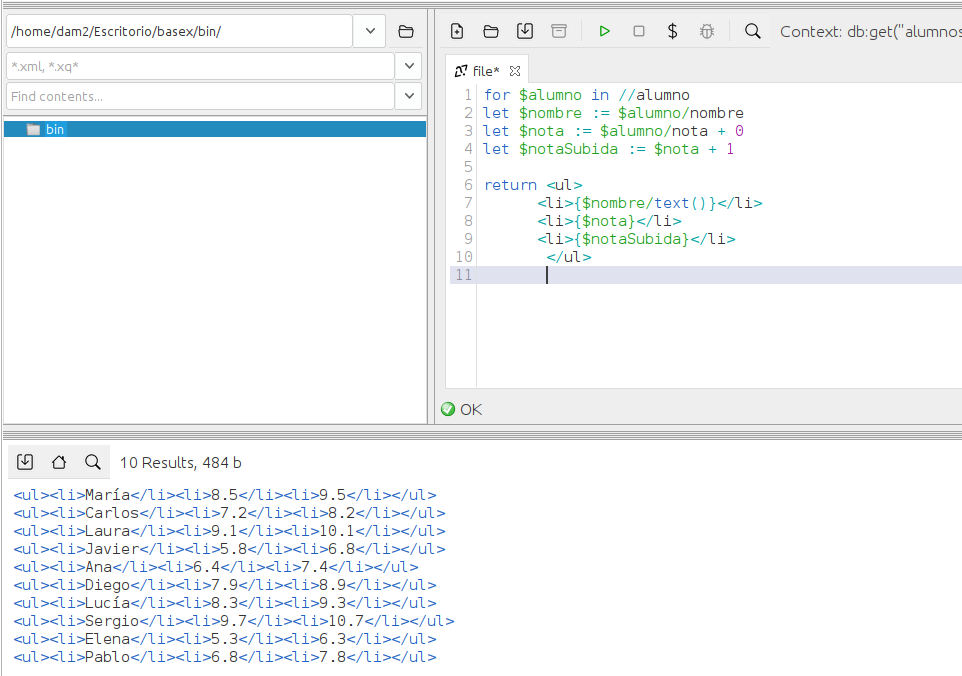 /home/dam2/Escritorio/basex/bin/
*.xml, *.xq*
Find contents...
bin
$ Context: db:get("alumnos
file*
1 for $alumno in //alumno
2 let $nombre := $alumno/nombre
3 let $nota := $alumno/nota + 0
4 let $notaSubida := $nota + 1
5
6 return <ul>
7 <li>{$nombre/text()}</li>
8 <li>{$nota}</li>
9 <li>{$notaSubida}</li>
10 </ul>
11
OK
10 Results, 484 b
<ul><li>María</li><li>8.5</li><li>9.5</li></ul>
<ul><li>Carlos</li><li>7.2</li><li>8.2</li></ul>
<ul><li>Laura</li><li>9.1</li><li>10.1</li></ul>
<ul><li>Javier</li><li>5.8</li><li>6.8</li></ul>
<ul><li>Ana</li><li>6.4</li><li>7.4</li></ul>
<ul><li>Diego</li><li>7.9</li><li>8.9</li></ul>
<ul><li>Lucía</li><li>8.3</li><li>9.3</li></ul>
<ul><li>Sergio</li><li>9.7</li><li>10.7</li></ul>
<ul><li>Elena</li><li>5.3</li><li>6.3</li></ul>
<ul><li>Pablo</li><li>6.8</li><li>7.8</li></ul>